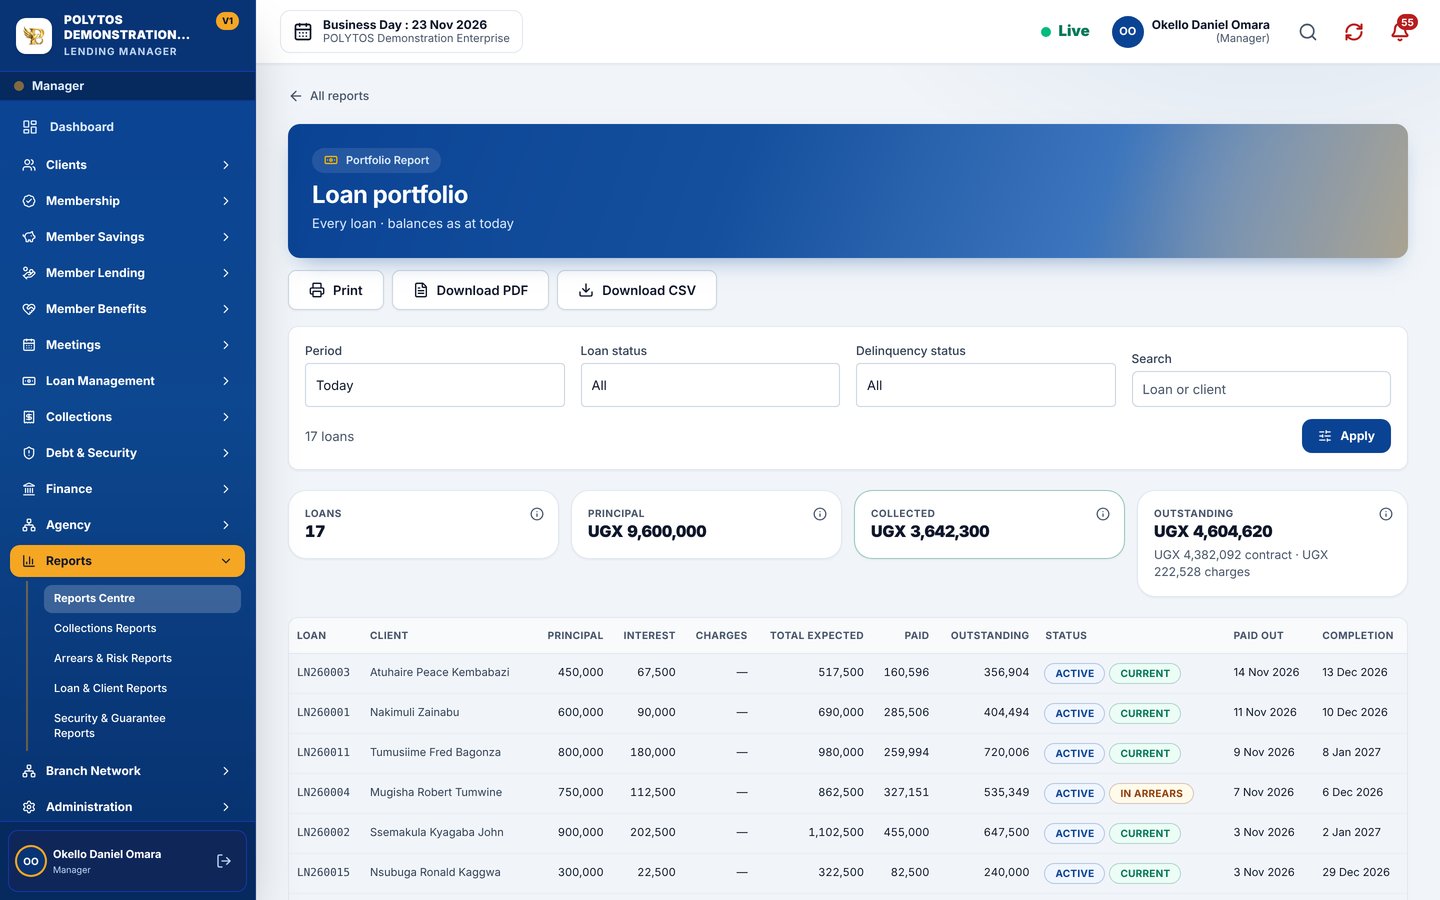 POLYTOS
DEMONSTRATION...
LENDING MANAGER
V1
Manager
Dashboard
Clients
Membership
Member Savings
Member Lending
Member Benefits
Meetings
Loan Management
Collections
Debt & Security
Finance
Agency
Reports
Reports Centre
Collections Reports
Arrears & Risk Reports
Loan & Client Reports
Security & Guarantee
Reports
Branch Network
Administration
OO
Okello Daniel Omara
Manager
Business Day : 23 Nov 2026
POLYTOS Demonstration Enterprise
Live
OO
Okello Daniel Omara
(Manager)
55
All reports
Portfolio Report
Loan portfolio
Every loan · balances as at today
Print
Download PDF
Download CSV
Period
Loan status
Delinquency status
Search
Today
All
All
Loan or client
17 loans
Apply
LOANS
17
PRINCIPAL
UGX 9,600,000
COLLECTED
UGX 3,642,300
OUTSTANDING
UGX 4,604,620
UGX 4,382,092 contract · UGX
222,528 charges
LOAN CLIENT PRINCIPAL INTEREST CHARGES TOTAL EXPECTED PAID OUTSTANDING STATUS PAID OUT COMPLETION
LN260003 Atuhaire Peace Kembabazi 450,000 67,500 — 517,500 160,596 356,904 ACTIVE CURRENT 14 Nov 2026 13 Dec 2026
LN260001 Nakimuli Zainabu 600,000 90,000 — 690,000 285,506 404,494 ACTIVE CURRENT 11 Nov 2026 10 Dec 2026
LN260011 Tumusiime Fred Bagonza 800,000 180,000 — 980,000 259,994 720,006 ACTIVE CURRENT 9 Nov 2026 8 Jan 2027
LN260004 Mugisha Robert Tumwine 750,000 112,500 — 862,500 327,151 535,349 ACTIVE IN ARREARS 7 Nov 2026 6 Dec 2026
LN260002 Ssemakula Kyagaba John 900,000 202,500 — 1,102,500 455,000 647,500 ACTIVE CURRENT 3 Nov 2026 2 Jan 2027
LN260015 Nsubuga Ronald Kaggwa 300,000 22,500 — 322,500 82,500 240,000 ACTIVE CURRENT 3 Nov 2026 29 Dec 2026